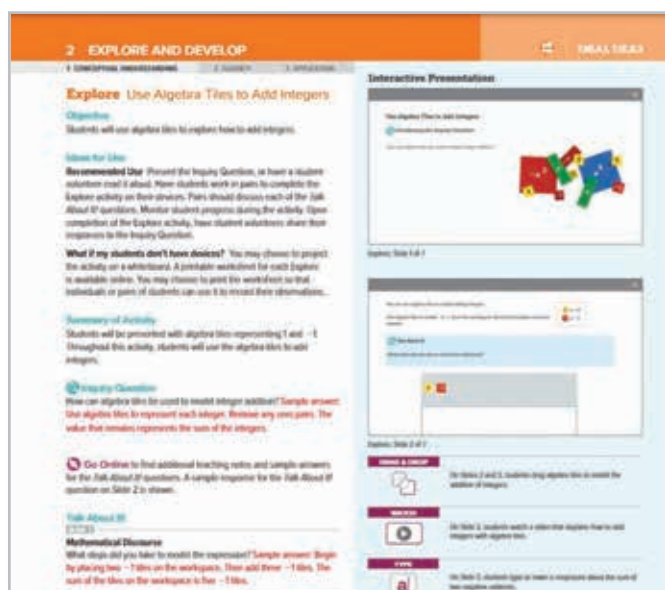 2 EXPLORE AND DEVELOP
1 CONCEPTUAL UNDERSTANDING 2 FLUENCY 3 APPLICATION
Explore Use Algebra Tiles to Add Integers
Objective
Students will use algebra tiles to explore how to add integers.
Ideas for Use
Recommended Use Present the Inquiry Question, or have a student
volunteer read it aloud. Have students work in pairs to complete the
Explore activity on their devices. Pairs should discuss each of the Talk
About It! questions. Monitor student progress during the activity. Upon
completion of the Explore activity, have student volunteers share their
responses to the Inquiry Question.
What if my students don't have devices? You may choose to project
the activity on a whiteboard. A printable worksheet for each Explore
is available online. You may choose to print the worksheet so that
individuals or pairs of students can use it to record their observations.
Summary of Activity
Students will be presented with algebra tiles representing 1 and −1.
Throughout this activity, students will use the algebra tiles to add
integers.
Inquiry Question
How can algebra tiles be used to model integer addition? Sample answer:
Use algebra tiles to represent each integer. Remove any zero pairs. The
value that remains represents the sum of the integers.
Go Online to find additional teaching notes and sample answers
for the Talk About It! questions. A sample response for the Talk About It!
question on Slide 2 is shown.
Talk About It!
Mathematical Discourse
What steps did you take to model the expression? Sample answer: Begin
by placing two −1 tiles on the workspace. Then add three −1 tiles. The
sum of the tiles on the workspace is five −1 tiles.
Interactive Presentation
Use Algebra Tiles to Add Integers
Explore, Slide 1 of 7
Talk About It!
Explore, Slide 2 of 7
DRAG & DROP
On Slides 2 and 3, students drag algebra tiles to model the
addition of integers.
WATCH
students watch a video that explains how to add
integers with algebra tiles.
TYPE
a
students type to make a conjecture about the sum of
two negative integers.